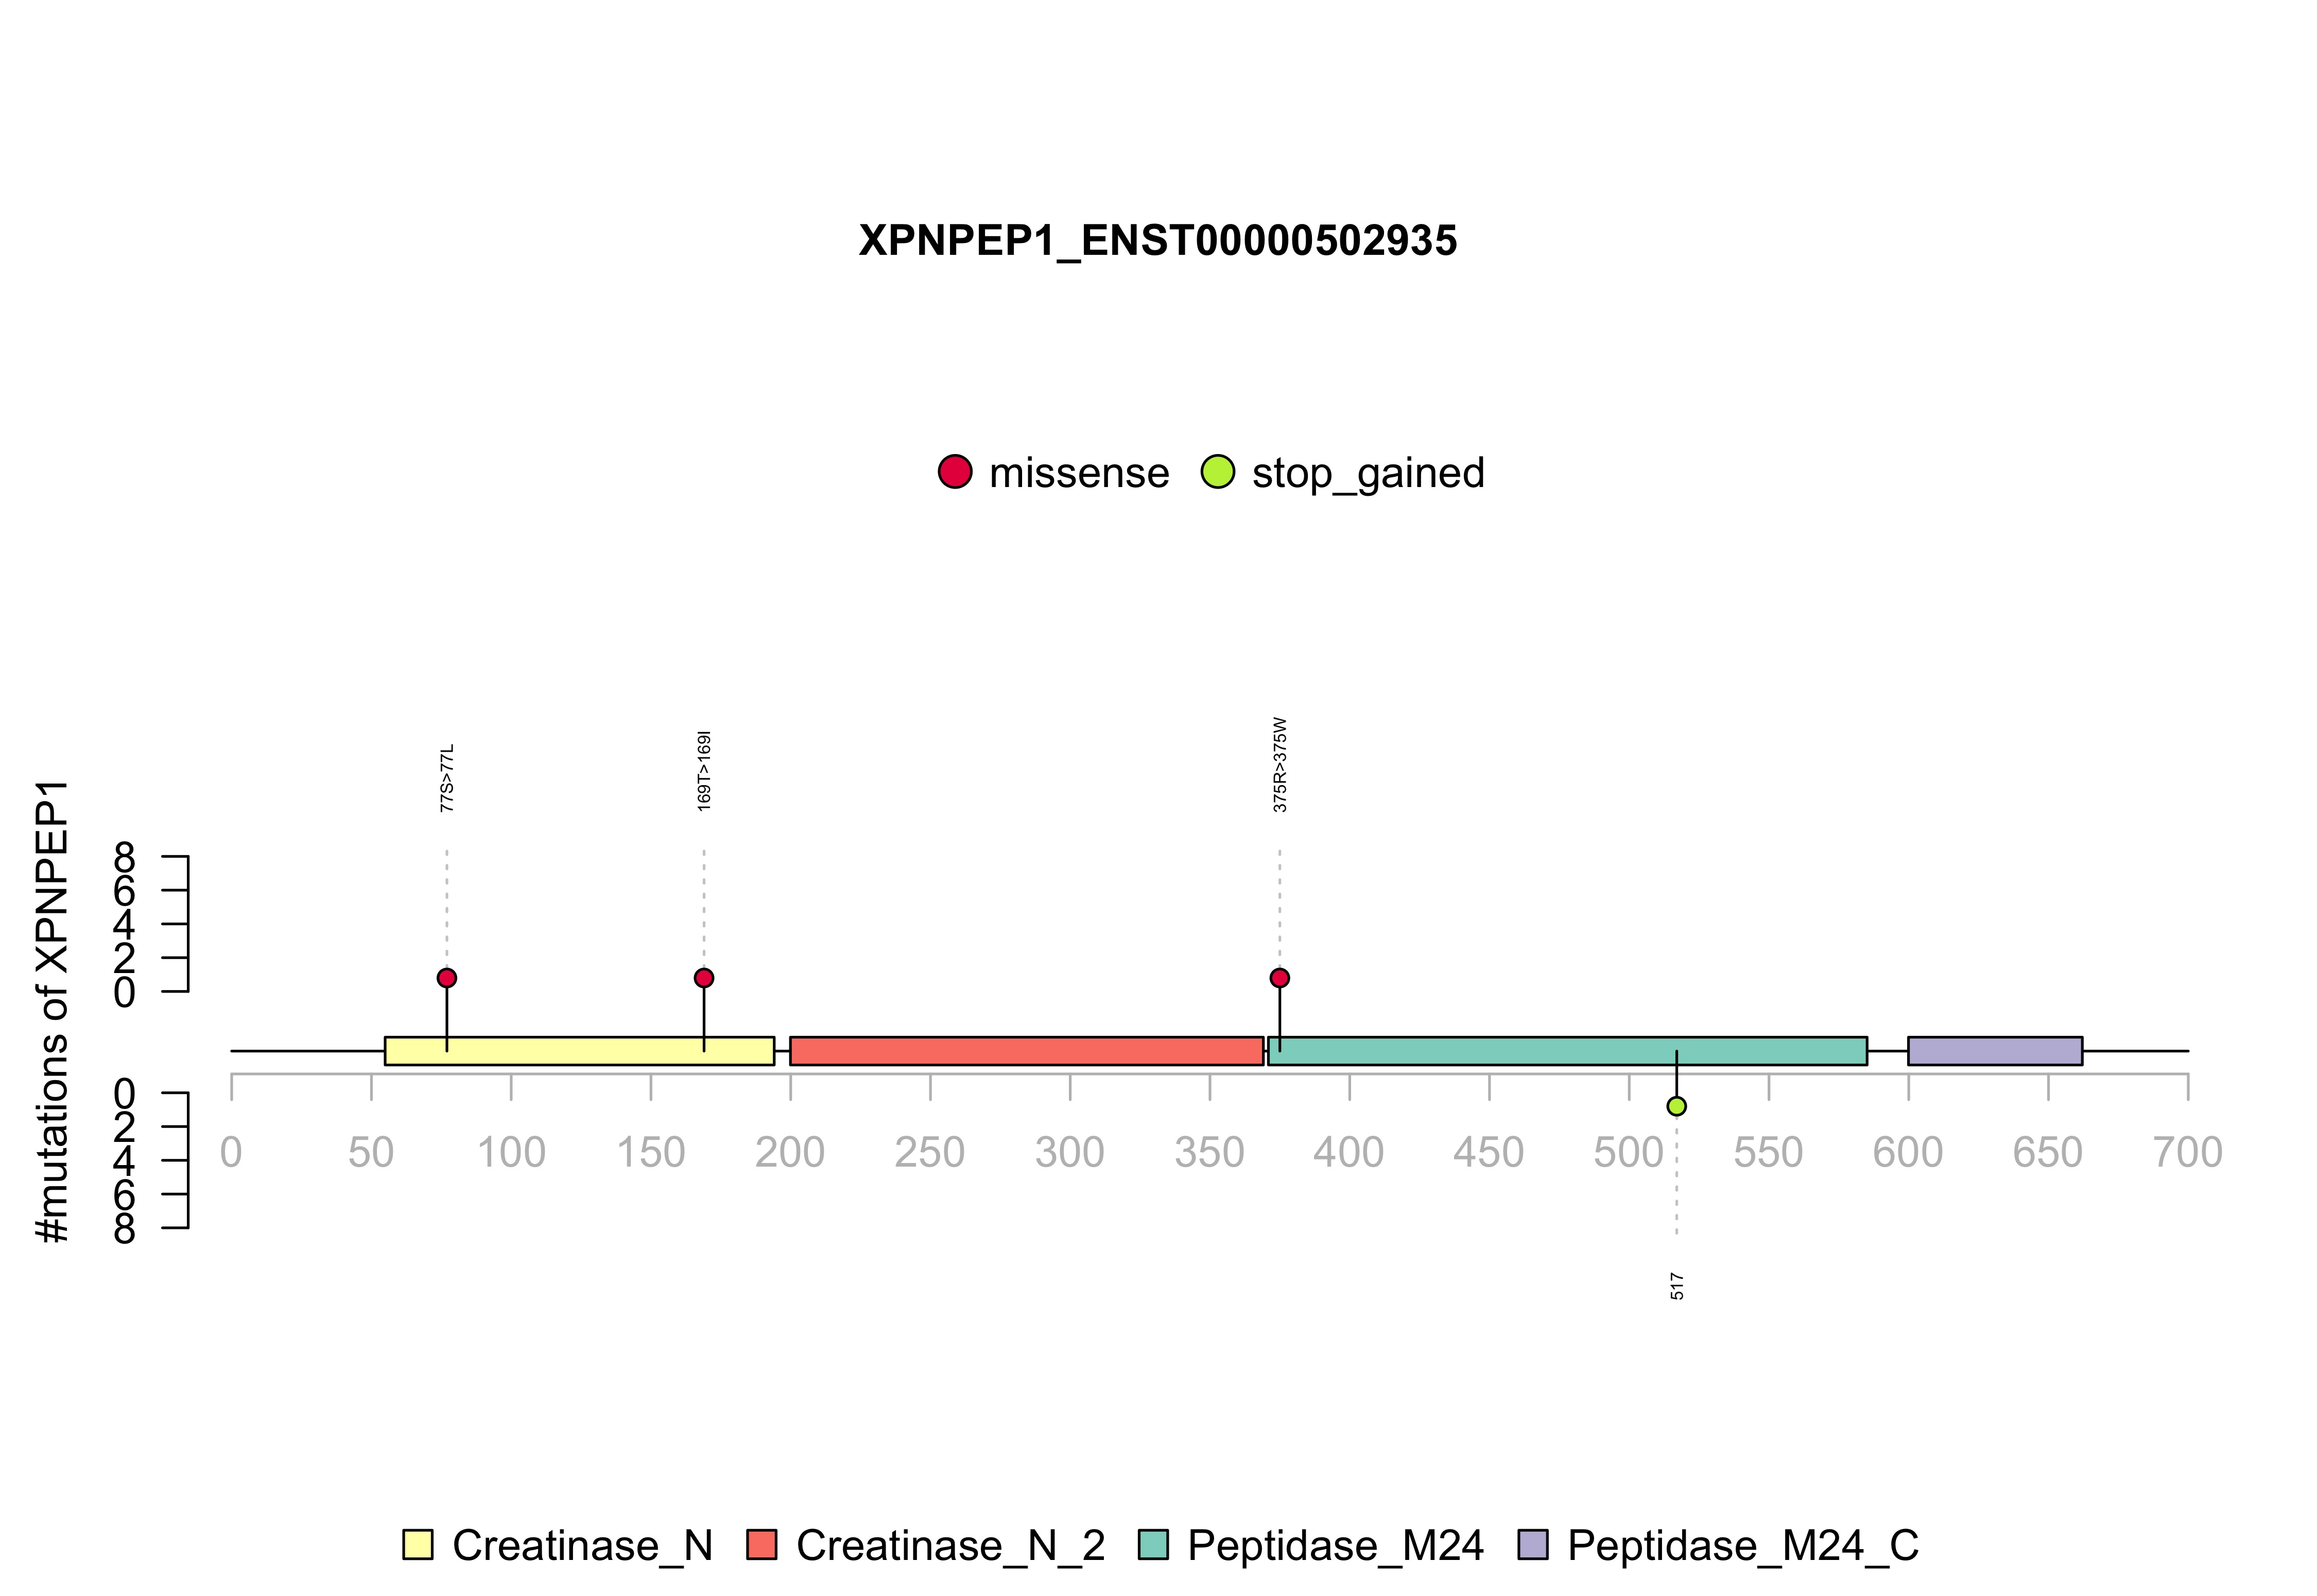 XPNPEP1_ENST00000502935
missense stop_gained
77S>77L 169T>169I 375R>375W
#mutations of XPNPEP1
8
6
4
2
0
0
2
4
6
8
0 50 100 150 200 250 300 350 400 450 500 550 600 650 700
517
Creatinase_N Creatinase_N_2 Peptidase_M24 Peptidase_M24_C